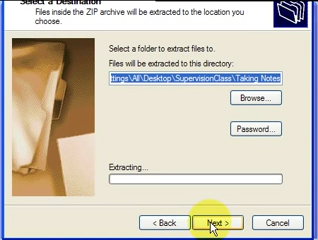 Select a Destination
Files inside the ZIP archive will be extracted to the location you
choose.
Select a folder to extract files to.
Files will be extracted to this directory:
ttings\All\Desktop\SupervisionClass\Taking Notes
Browse...
Password...
Extracting...
< Back
Next >
Cancel